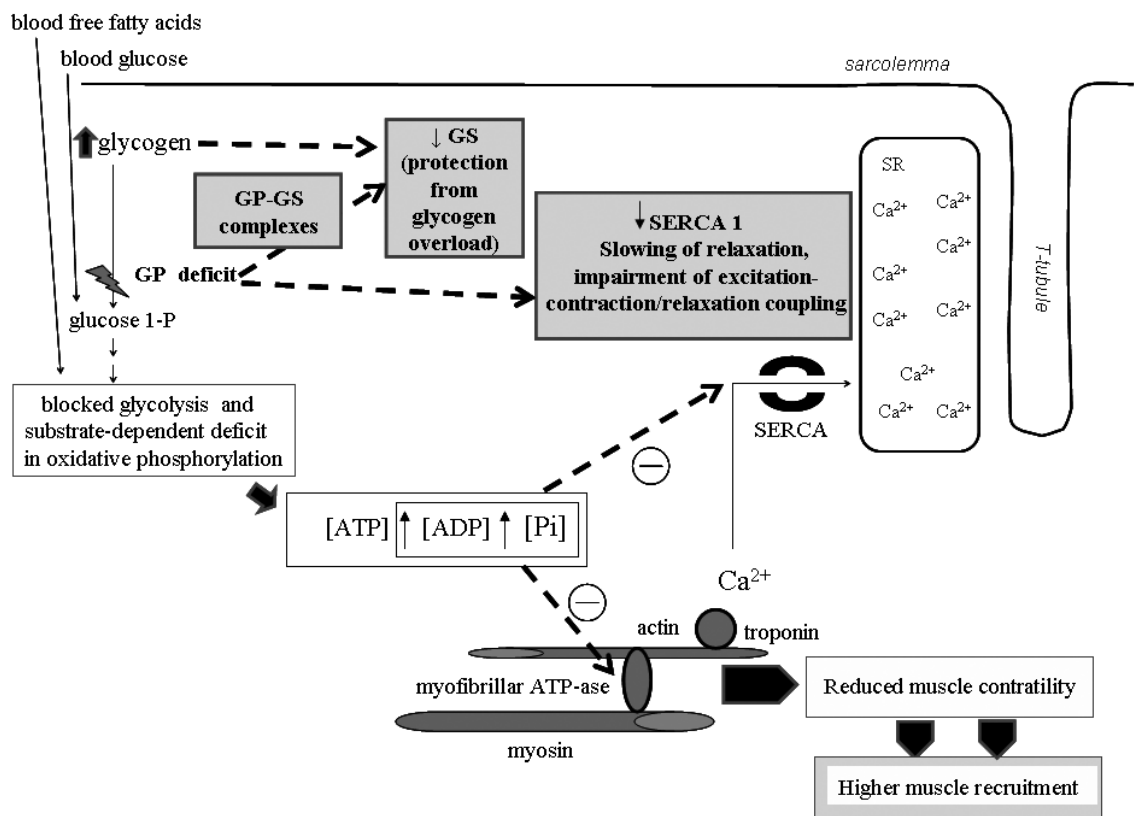 blood free fatty acids
blood glucose
sarcolemma
glycogen
↓ GS
(protection
from
glycogen
overload)
GP-GS
complexes
GP deficit
glucose 1-P
↓ SERCA 1
Slowing of relaxation,
impairment of excitation-
contraction/relaxation coupling
SR
Ca²⁺
Ca²⁺
Ca²⁺
Ca²⁺
Ca²⁺
Ca²⁺
Ca²⁺
Ca²⁺
Ca²⁺
T-tubule
SERCA
blocked glycolysis and
substrate-dependent deficit
in oxidative phosphorylation
[ATP] ↑ [ADP] ↑ [Pi]
Ca²⁺
actin
troponin
myofibrillar ATP-ase
myosin
Reduced muscle contratility
Higher muscle recruitment